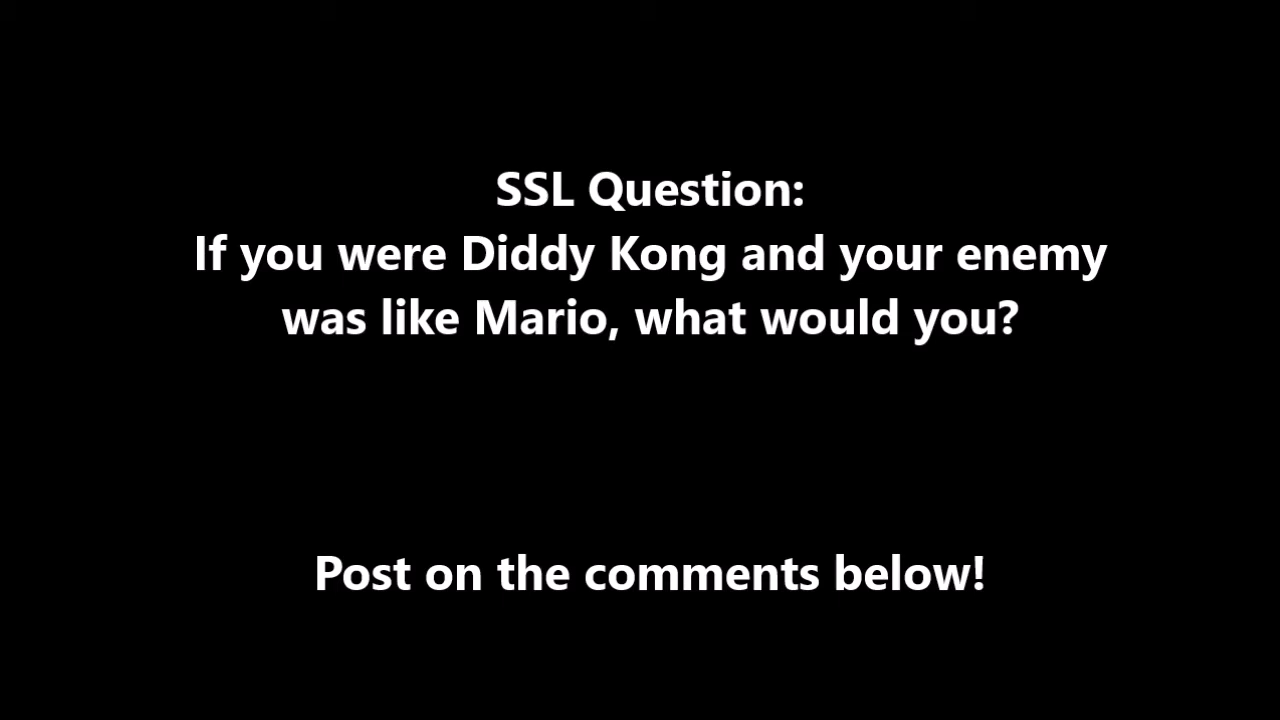 SSL Question:
If you were Diddy Kong and your enemy
was like Mario, what would you?
Post on the comments below!